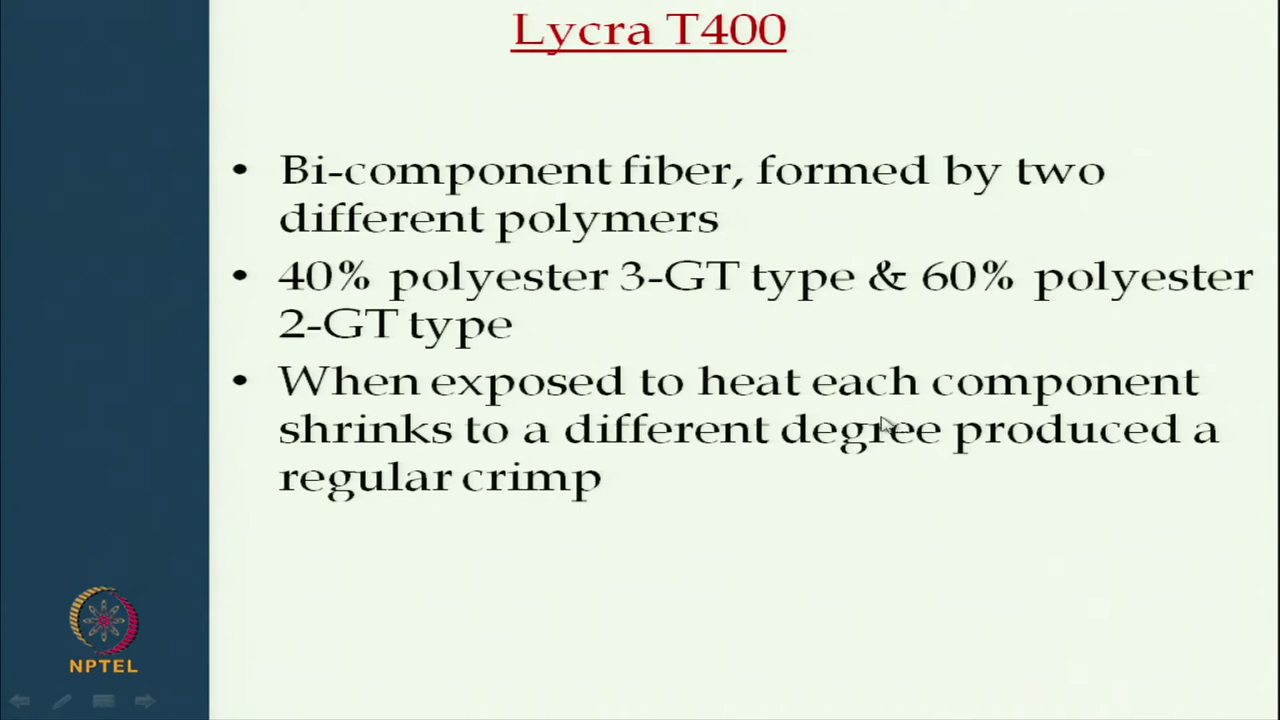 Lycra T400
• Bi-component fiber, formed by two
different polymers
• 40% polyester 3-GT type & 60% polyester
2-GT type
• When exposed to heat each component
shrinks to a different degree produced a
regular crimp
NPTEL